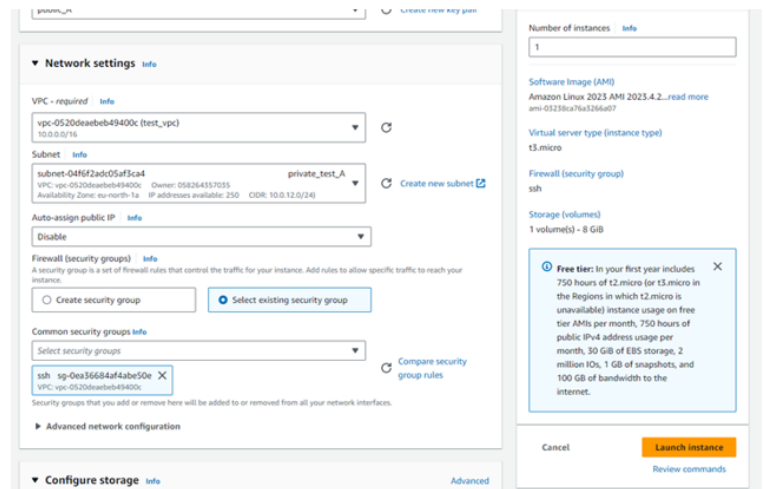 public_A
Create new key pair
Network settings Info
VPC - required Info
vpc-0520deaebeb49400c (test_vpc)
10.0.0.0/16
Subnet Info
subnet-04f6f2adc05af3ca4 private_test_A
VPC: vpc-0520deaebeb49400c Owner: 058264357035
Availability Zone: eu-north-1a IP addresses available: 250 CIDR: 10.0.12.0/24)
Create new subnet
Auto-assign public IP Info
Disable
Firewall (security groups) Info
A security group is a set of firewall rules that control the traffic for your instance. Add rules to allow specific traffic to reach your
instance.
Create security group
Select existing security group
Common security groups Info
Select security groups
Compare security
group rules
ssh sg-0ea36684af4abe50e
VPC: vpc-0520deaebeb49400c
Security groups that you add or remove here will be added to or removed from all your network interfaces.
Advanced network configuration
Configure storage Info
Advanced
Number of instances Info
1
Software Image (AMI)
Amazon Linux 2023 AMI 2023.4.2...read more
ami-03238ca76a3266a07
Virtual server type (instance type)
t3.micro
Firewall (security group)
ssh
Storage (volumes)
1 volume(s) - 8 GiB
Free tier: In your first year includes
750 hours of t2.micro (or t3.micro in
the Regions in which t2.micro is
unavailable) instance usage on free
tier AMIs per month, 750 hours of
public IPv4 address usage per
month, 30 GiB of EBS storage, 2
million IOs, 1 GB of snapshots, and
100 GB of bandwidth to the
internet.
Cancel
Launch instance
Review commands